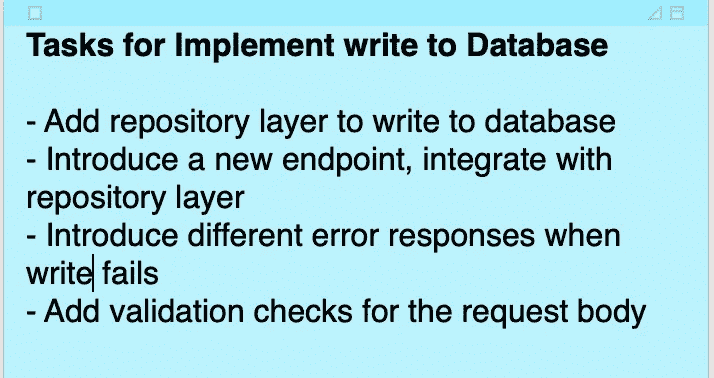 Tasks for Implement write to Database
- Add repository layer to write to database
- Introduce a new endpoint, integrate with
repository layer
- Introduce different error responses when
write fails
- Add validation checks for the request body